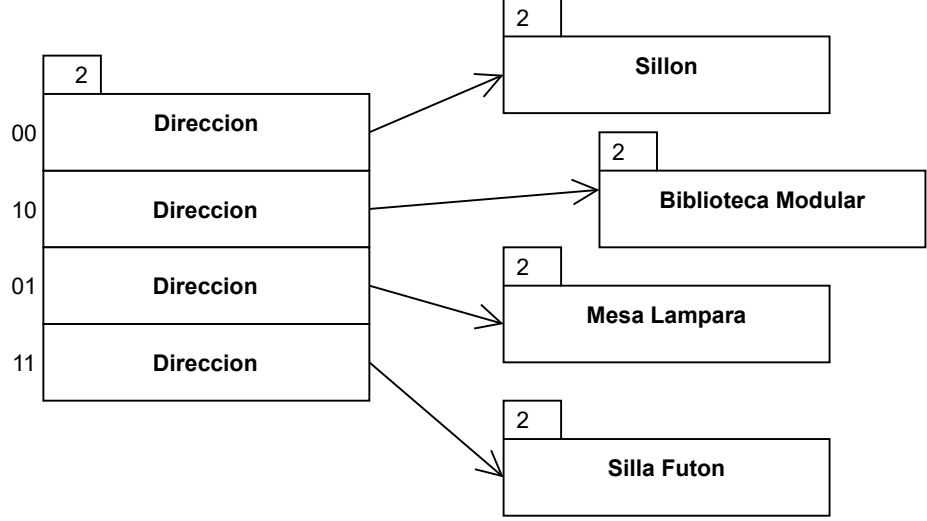 2
Sillon
2
00 Direccion
2
Biblioteca Modular
10 Direccion
2
01 Direccion
Mesa Lampara
11 Direccion
2
Silla Futon